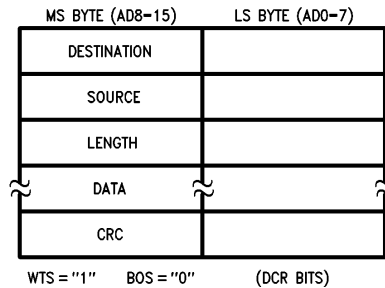 MS BYTE (AD8-15) LS BYTE (AD0-7)
DESTINATION
SOURCE
LENGTH
DATA
CRC
WTS = "1" BOS = "0" (DCR BITS)